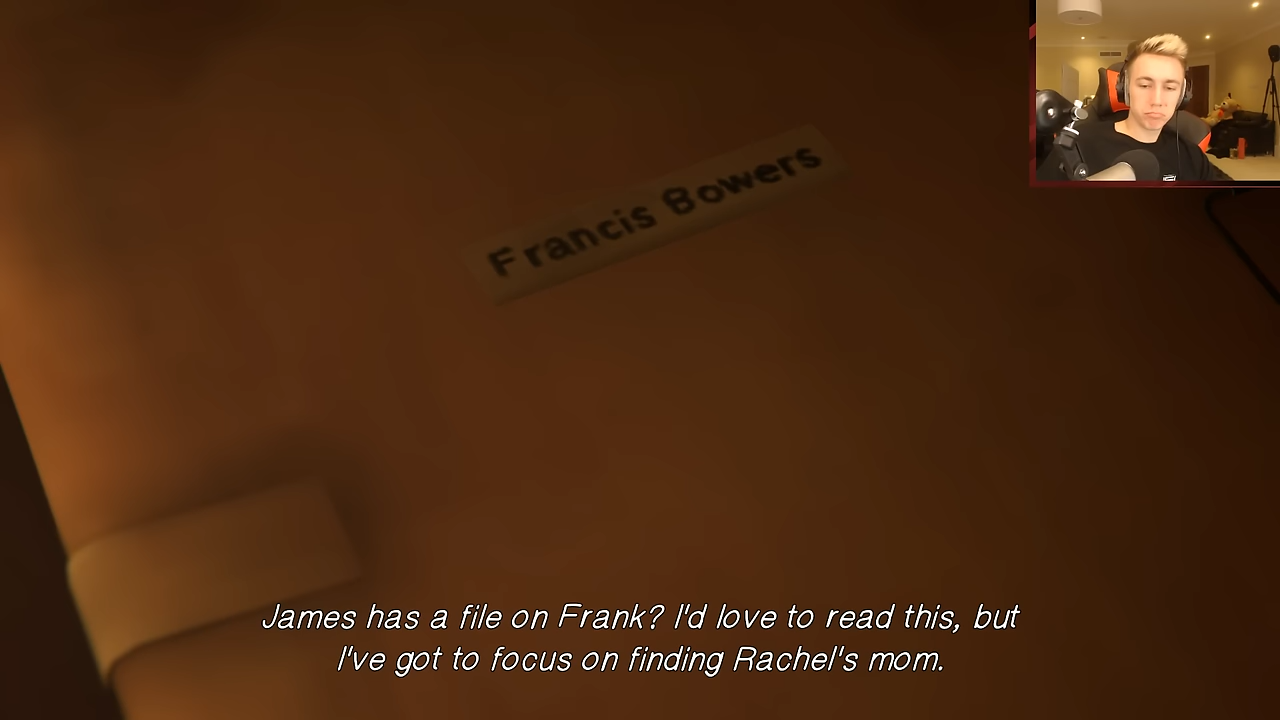 Francis Bowers
James has a file on Frank? I'd love to read this, but
I've got to focus on finding Rachel's mom.